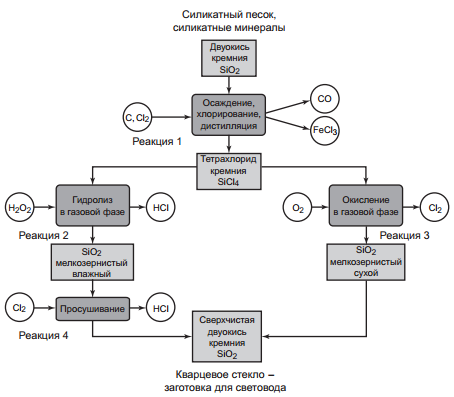 Силикатный песок,
силикатные минералы
Двуокись
кремния
SiO2
C, Cl2
Осаждение,
хлорирование,
дистилляция
CO
FeCl3
Реакция 1
Тетрахлорид
кремния
SiCl4
H2O2
Гидролиз
в газовой фазе
HCl
O2
Окисление
в газовой фазе
Cl2
Реакция 2
Реакция 3
SiO2
мелкозернистый
влажный
SiO2
мелкозернистый
сухой
Cl2
Просушивание
HCl
Реакция 4
Сверхчистая
двуокись
кремния
SiO2
Кварцевое стекло –
заготовка для световода